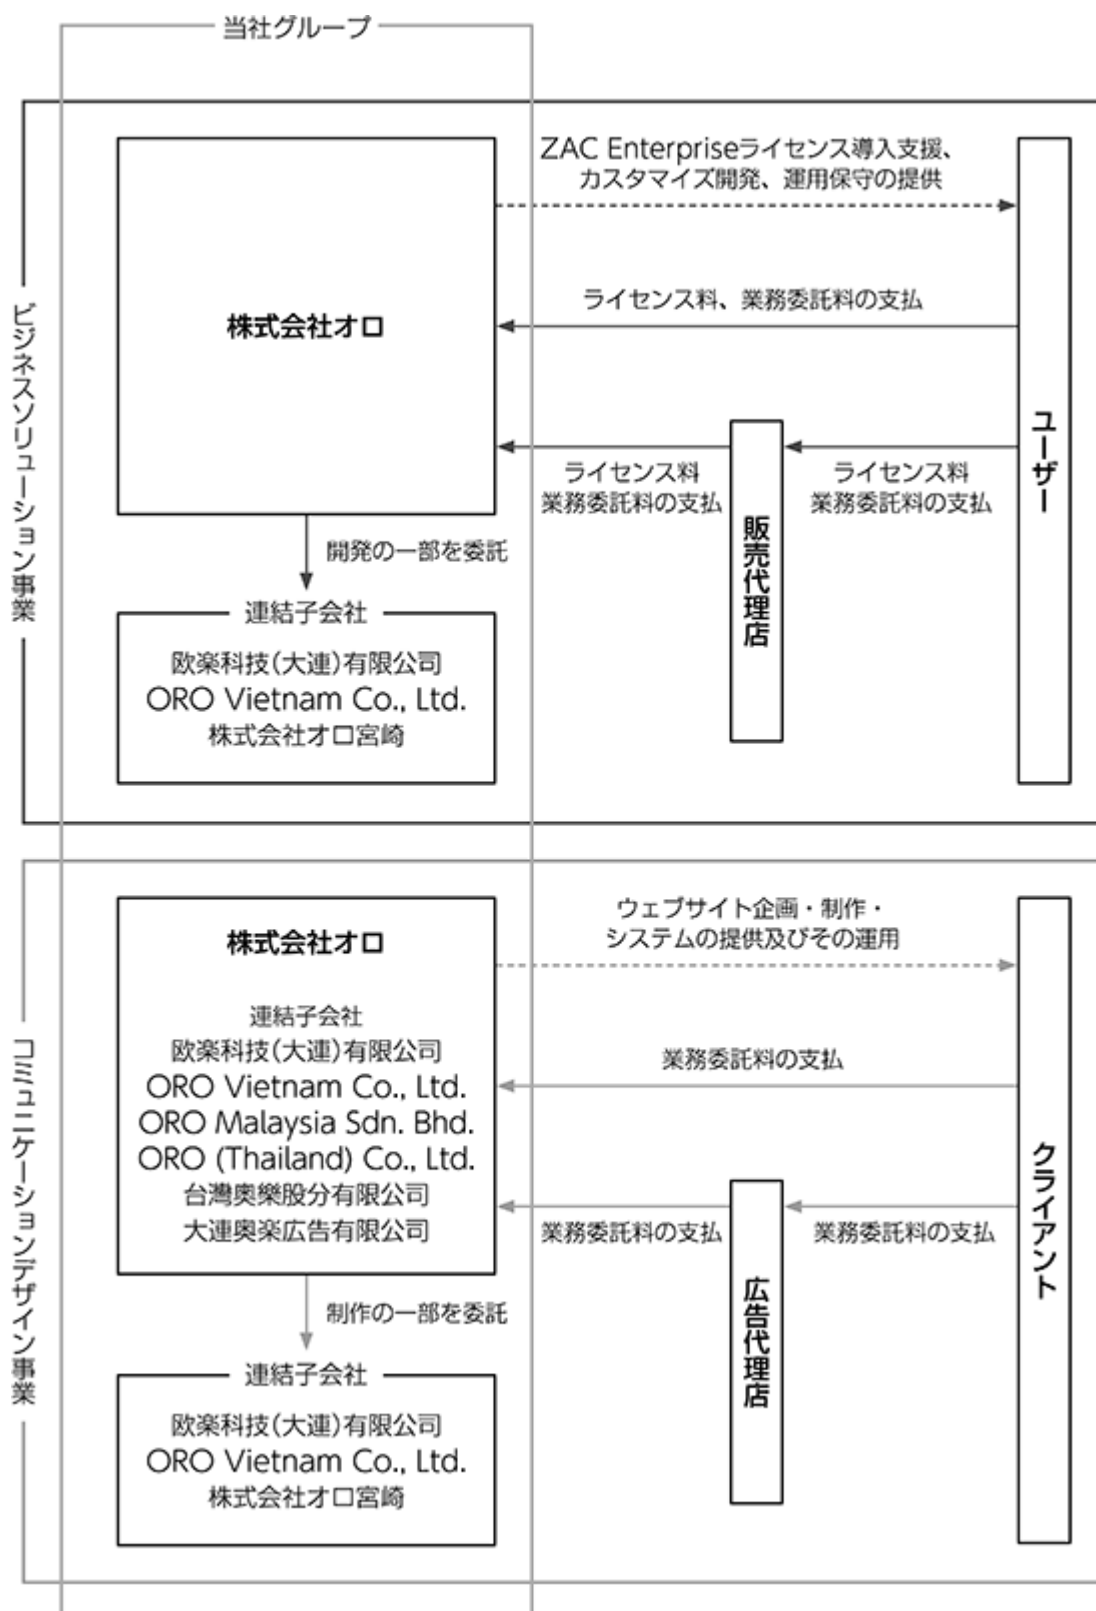 当社グループ
ビジネスソリューション事業
ZAC Enterpriseライセンス導入支援、
カスタマイズ開発、運用保守の提供
株式会社オロ
ライセンス料、業務委託料の支払
ユーザー
ライセンス料
業務委託料の支払
販売代理店
ライセンス料
業務委託料の支払
開発の一部を委託
連結子会社
欧楽科技(大連)有限公司
ORO Vietnam Co., Ltd.
株式会社オロ宮崎
コミュニケーションデザイン事業
株式会社オロ
連結子会社
欧楽科技(大連)有限公司
ORO Vietnam Co., Ltd.
ORO Malaysia Sdn. Bhd.
ORO (Thailand) Co., Ltd.
台灣奧樂股分有限公司
大連奥楽広告有限公司
ウェブサイト企画・制作・
システムの提供及びその運用
業務委託料の支払
クライアント
業務委託料の支払
広告代理店
業務委託料の支払
制作の一部を委託
連結子会社
欧楽科技(大連)有限公司
ORO Vietnam Co., Ltd.
株式会社オロ宮崎